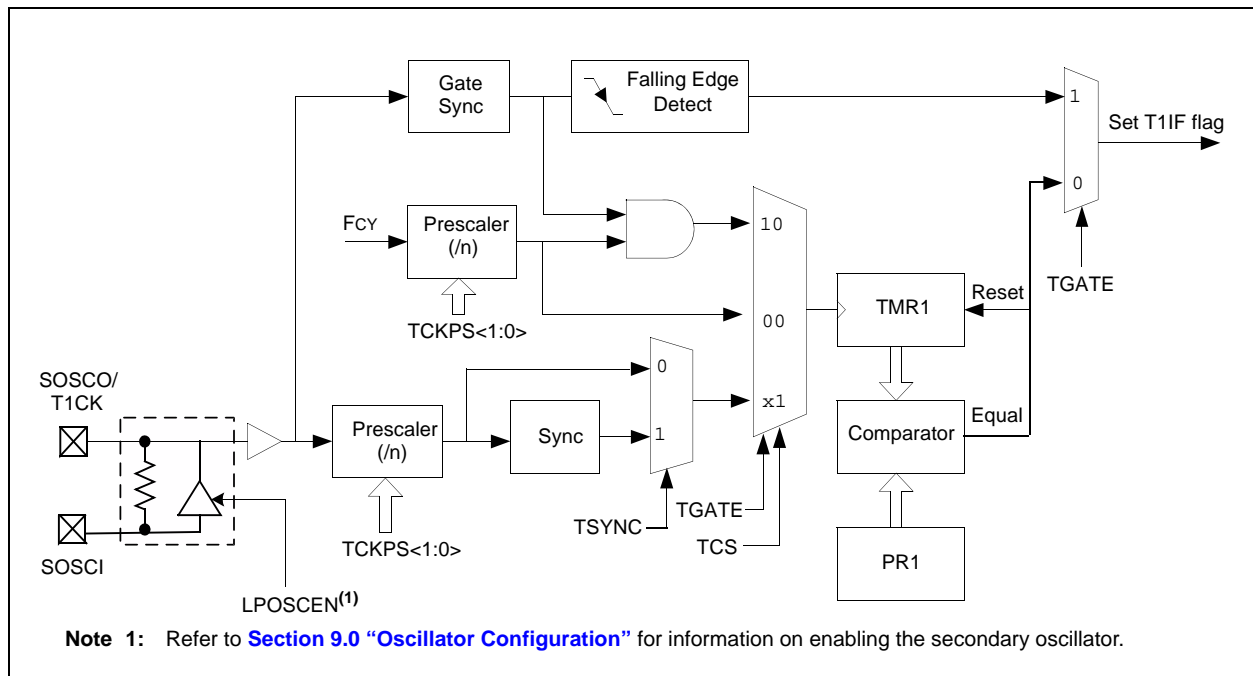 Gate
Sync
Falling Edge
Detect
1
Set T1IF flag
0
TGATE
FCY
Prescaler
(/n)
TCKPS<1:0>
10
00
x1
TMR1
Reset
SOSCO/
T1CK
SOSCI
Prescaler
(/n)
TCKPS<1:0>
Sync
0
1
TSYNC
TGATE
TCS
Comparator
Equal
PR1
LPOSCEN(1)
Note 1: Refer to Section 9.0 “Oscillator Configuration” for information on enabling the secondary oscillator.